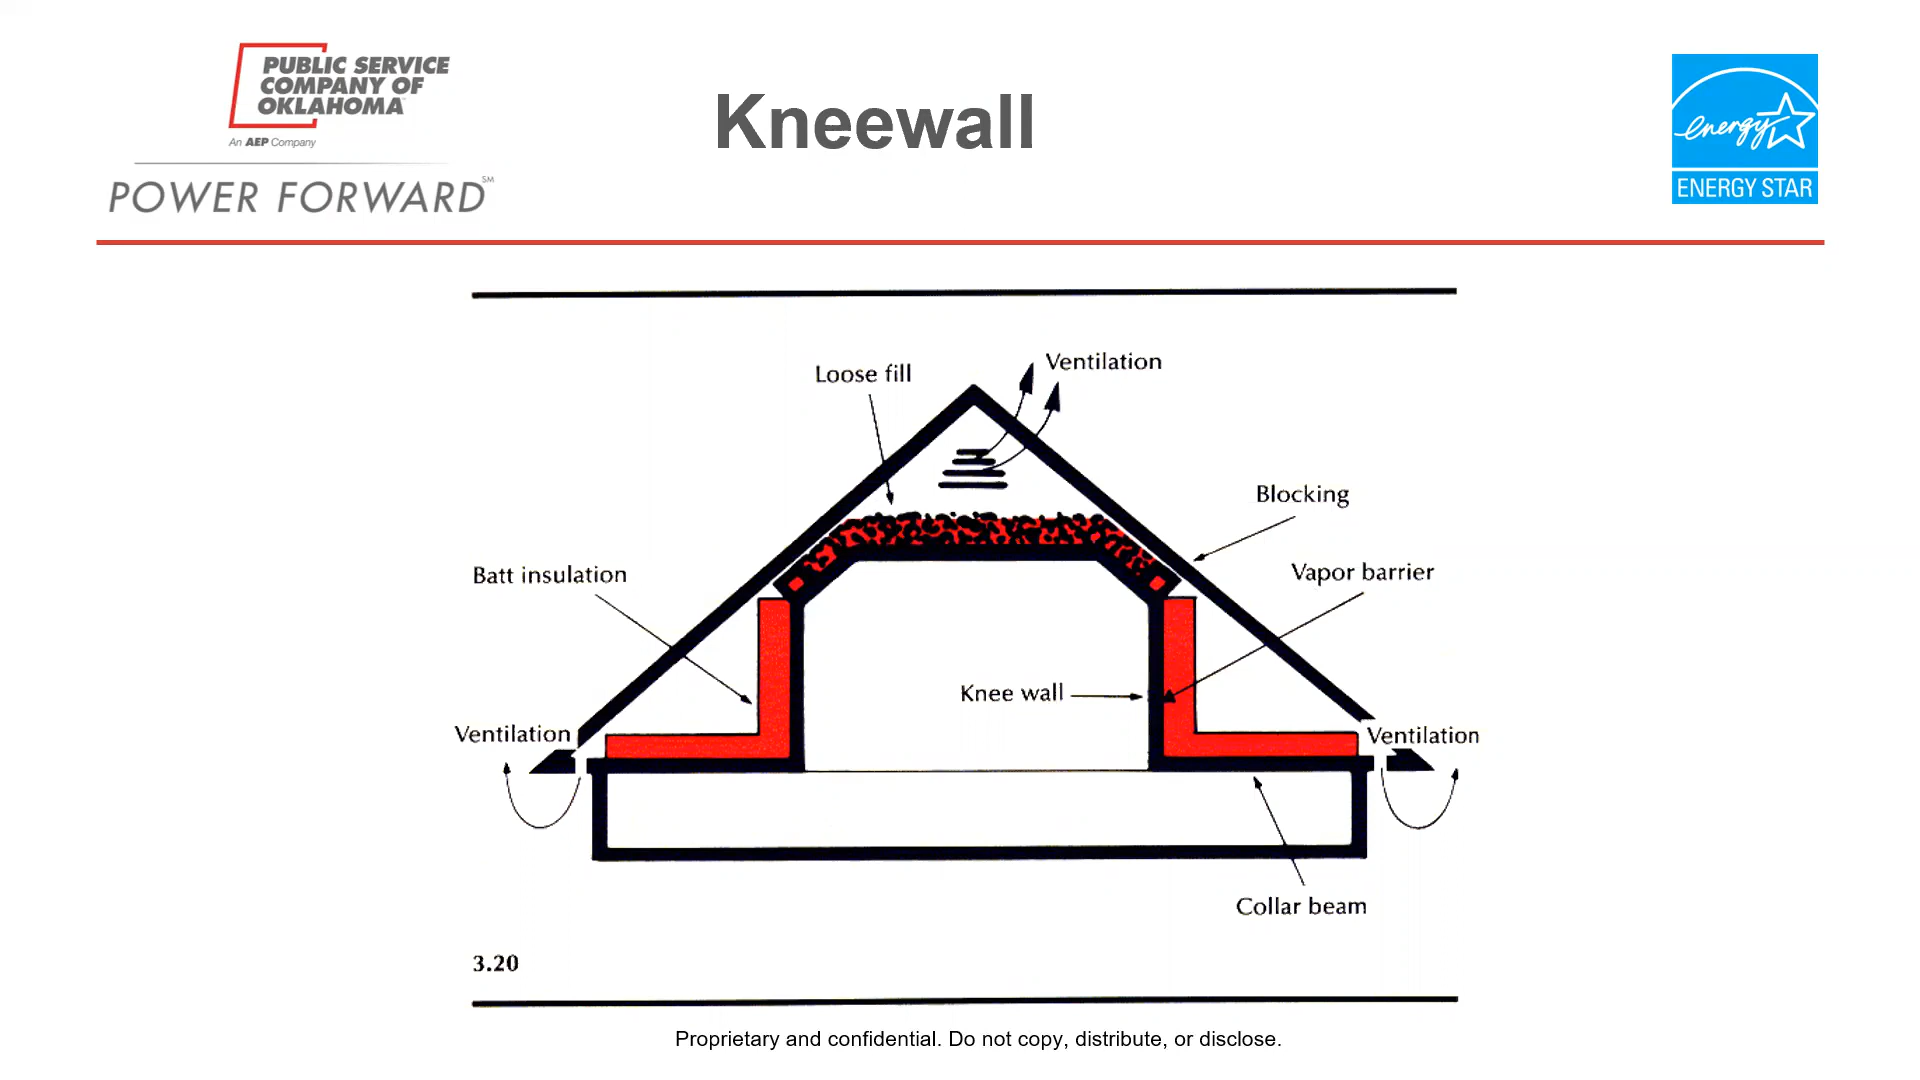 PUBLIC SERVICE
COMPANY OF
OKLAHOMA
An AEP Company
POWER FORWARD℠
Kneewall
energy
ENERGY STAR
Loose fill
Ventilation
Blocking
Batt insulation
Vapor barrier
Knee wall
Ventilation
Ventilation
Collar beam
3.20
Proprietary and confidential. Do not copy, distribute, or disclose.